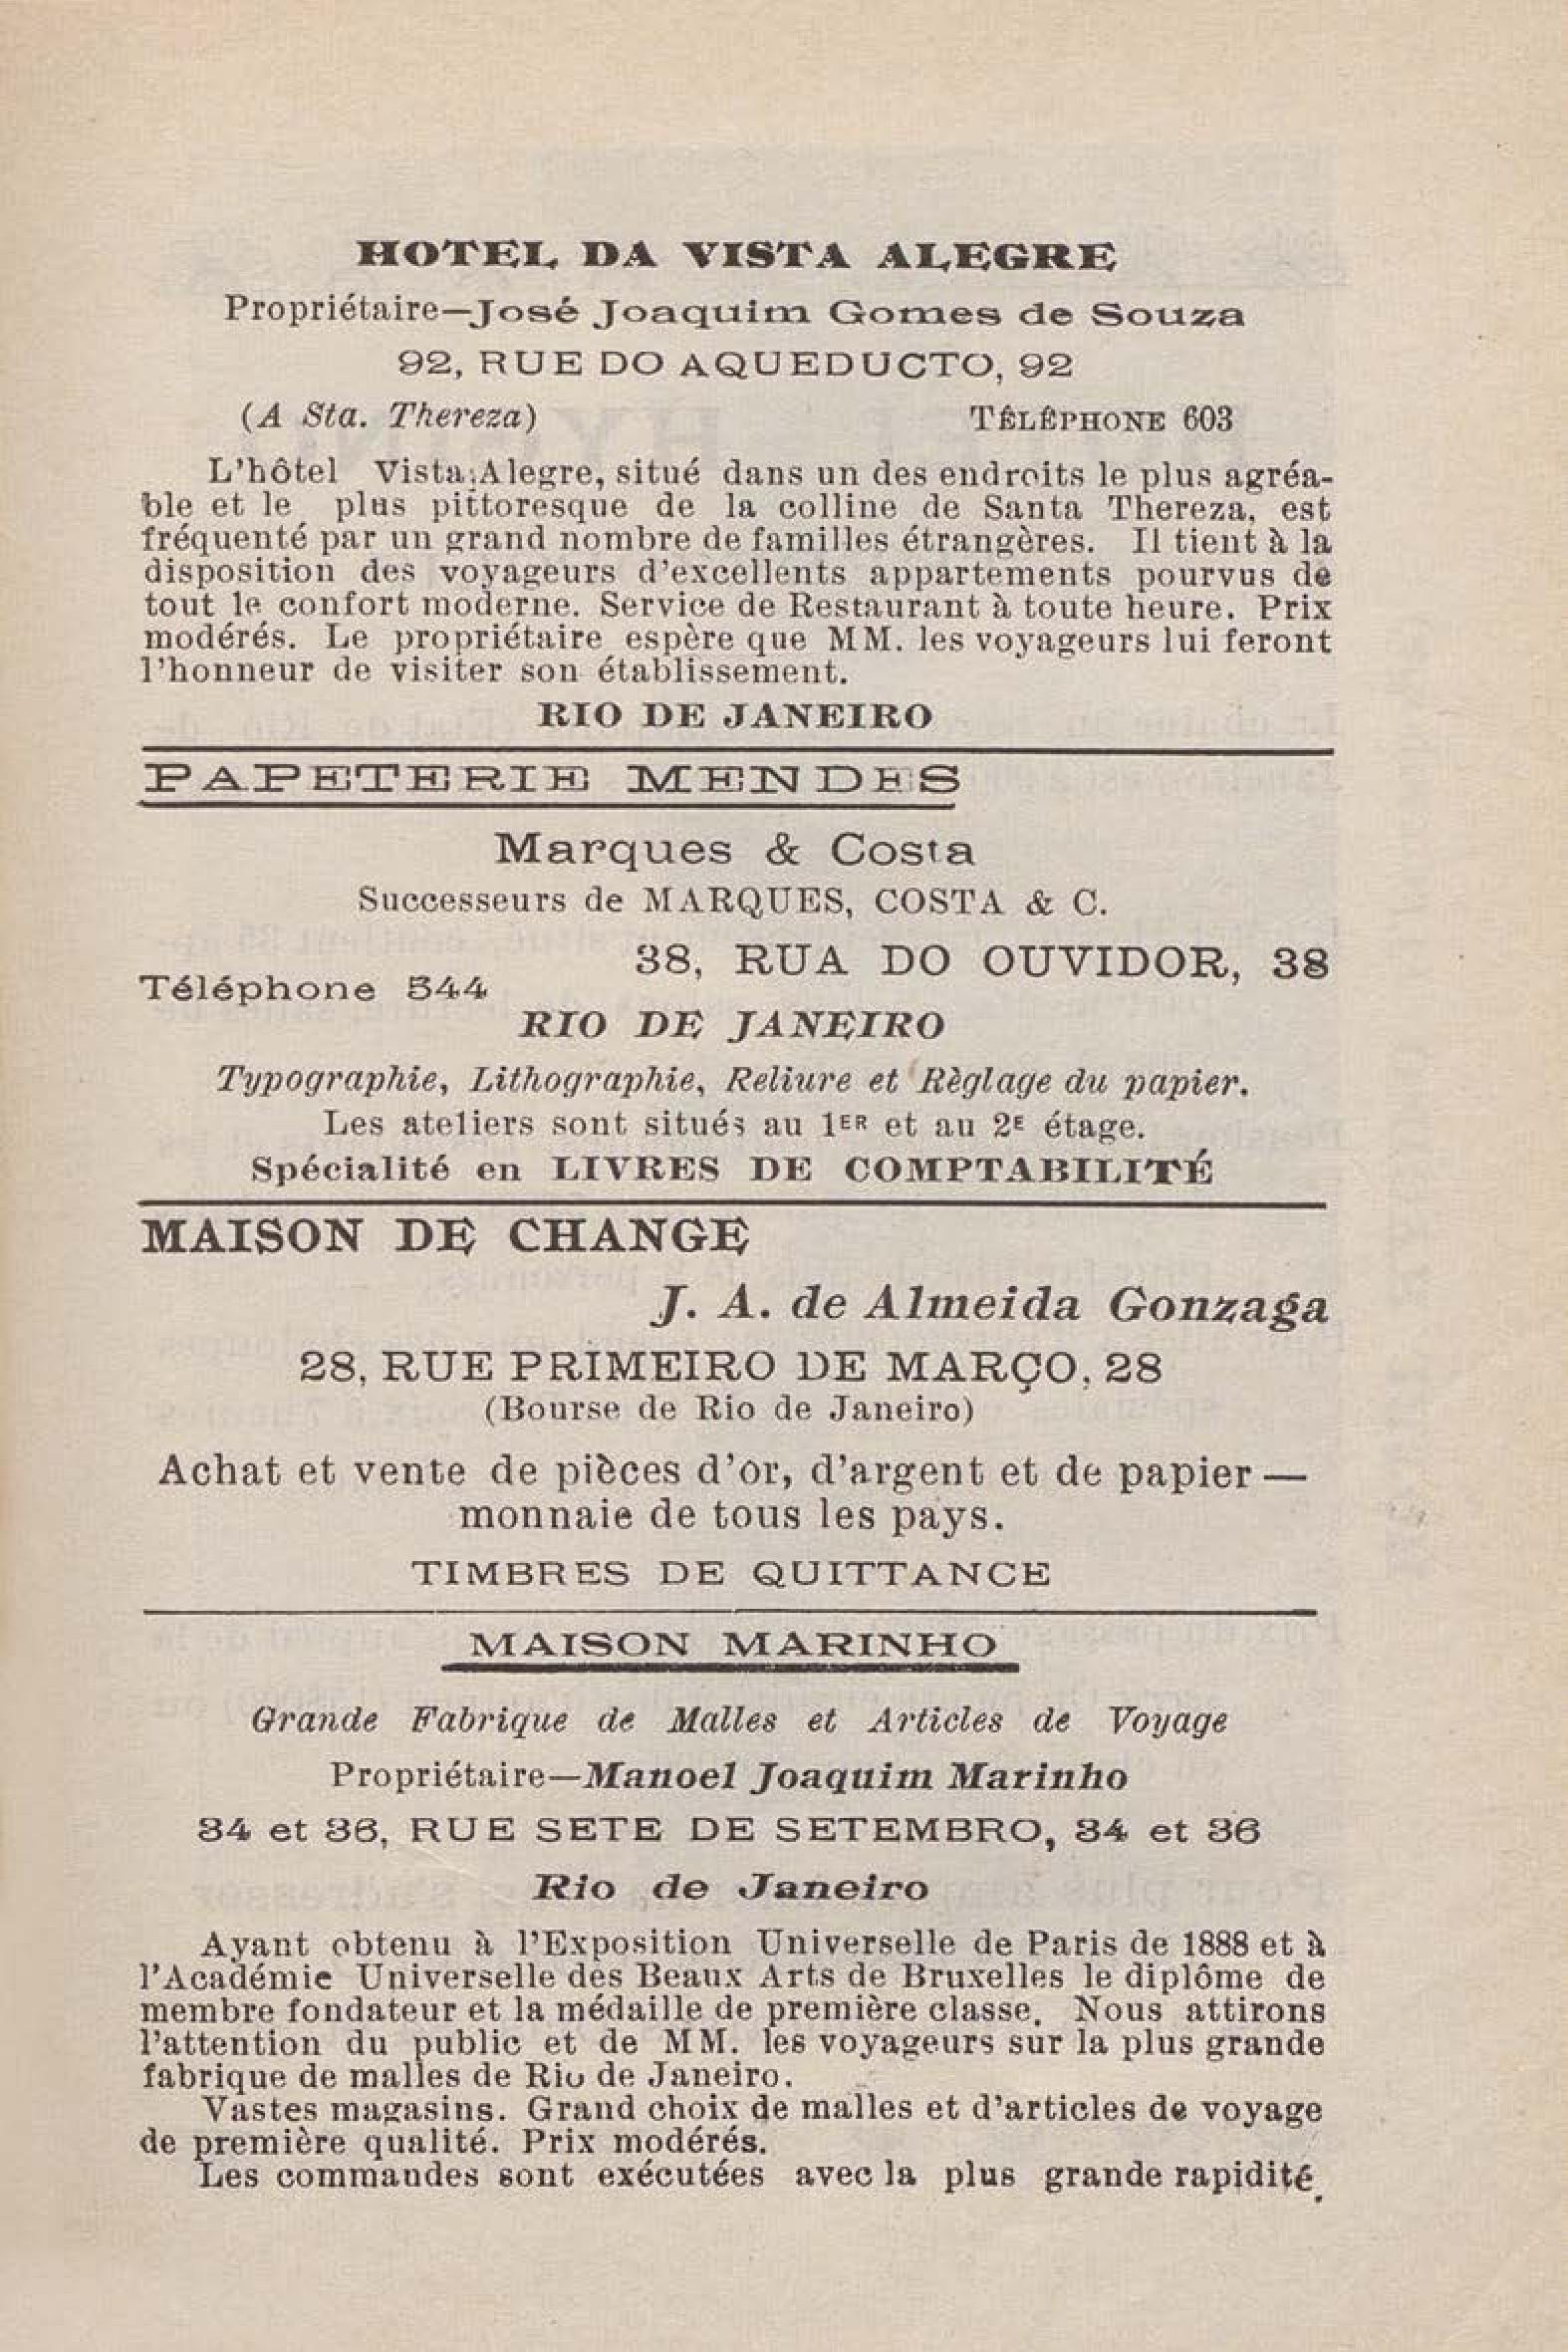 HOTEL DA VISTA ALEGRE
Propriétaire—José Joaquim Gomes de Souza
92, RUE DO AQUEDUCTO, 92
(A Sta. Thereza) TÊLÊPHONE 603
L'hôtel Vista Alegre, situé dans un des endroits le plus agréa-
ble et le plus pittoresque de la colline de Santa Thereza, est
fréquenté par un grand nombre de familles étrangères. Il tient à la
disposition des voyageurs d'excellents appartements pourvus de
tout le confort moderne. Service de Restaurant à toute heure. Prix
modérés. Le propriétaire espère que MM. les voyageurs lui feront
l'honneur de visiter son établissement.
RIO DE JANEIRO
PAPETERIE MENDES
Marques & Costa
Successeurs de MARQUES, COSTA & C.
38, RUA DO OUVIDOR, 38
Téléphone 544
RIO DE JANEIRO
Typographie, Lithographie, Reliure et Règlage du papier.
Les ateliers sont situés au 1ER et au 2E étage.
Spécialité en LIVRES DE COMPTABILITÉ
MAISON DE CHANGE
J. A. de Almeida Gonzaga
28, RUE PRIMEIRO DE MARÇO, 28
(Bourse de Rio de Janeiro)
Achat et vente de pièces d'or, d'argent et de papier—
monnaie de tous les pays.
TIMBRES DE QUITTANCE
MAISON MARINHO
Grande Fabrique de Malles et Articles de Voyage
Propriétaire—Manoel Joaquim Marinho
34 et 36, RUE SETE DE SETEMBRO, 34 et 36
Rio de Janeiro
Ayant obtenu à l'Exposition Universelle de Paris de 1888 et à
l'Académie Universelle des Beaux Arts de Bruxelles le diplôme de
membre fondateur et la médaille de première classe. Nous attirons
l'attention du public et de MM. les voyageurs sur la plus grande
fabrique de malles de Rio de Janeiro.
Vastes magasins. Grand choix de malles et d'articles de voyage
de première qualité. Prix modérés.
Les commandes sont exécutées avec la plus grande rapidité.